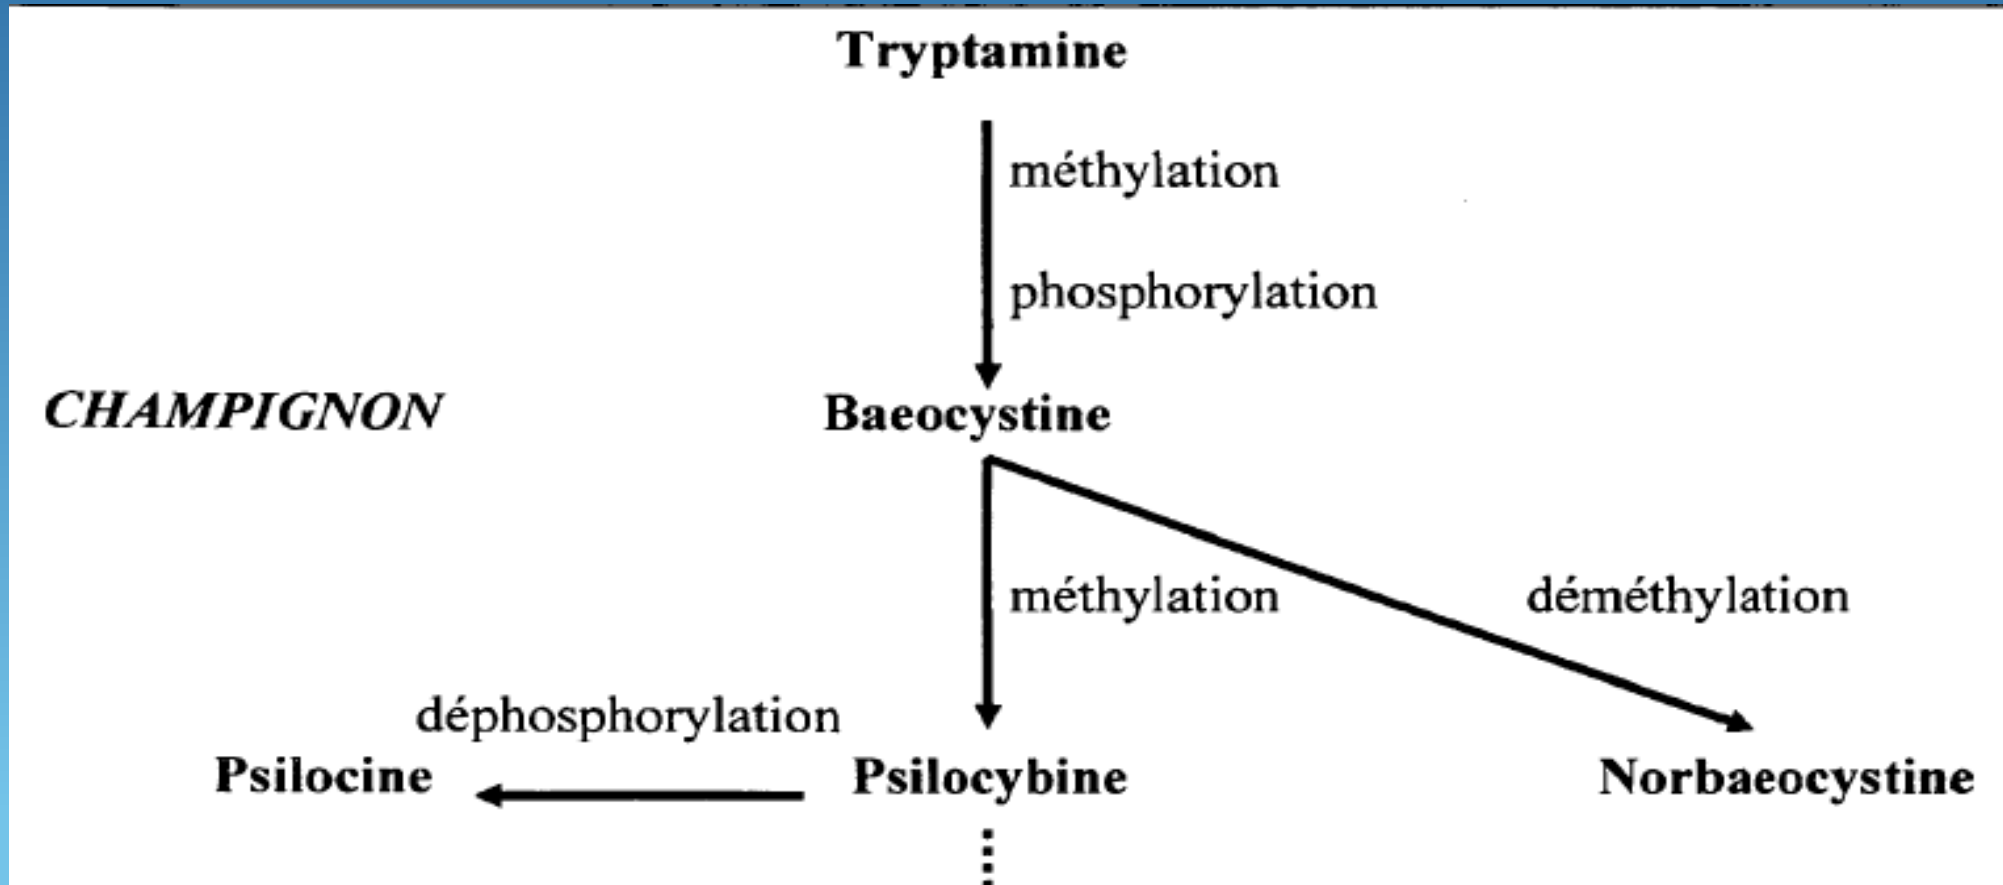 Tryptamine
méthylation
phosphorylation
CHAMPIGNON
Baeocystine
méthylation
déméthylation
déphosphorylation
Psilocine
Psilocybine
Norbaeocystine